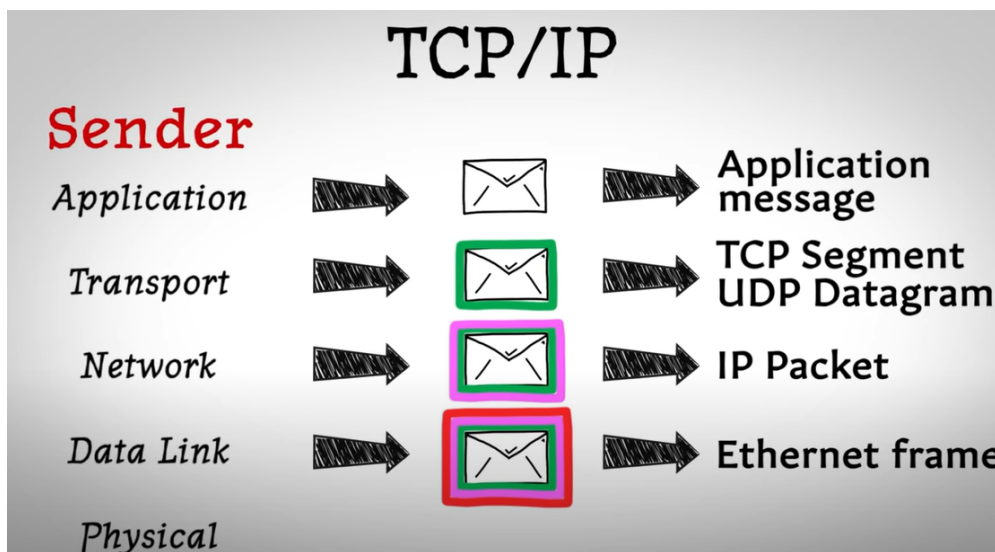 TCP/IP
Sender
Application
Application
message
Transport
TCP Segment
UDP Datagram
Network
IP Packet
Data Link
Ethernet frame
Physical